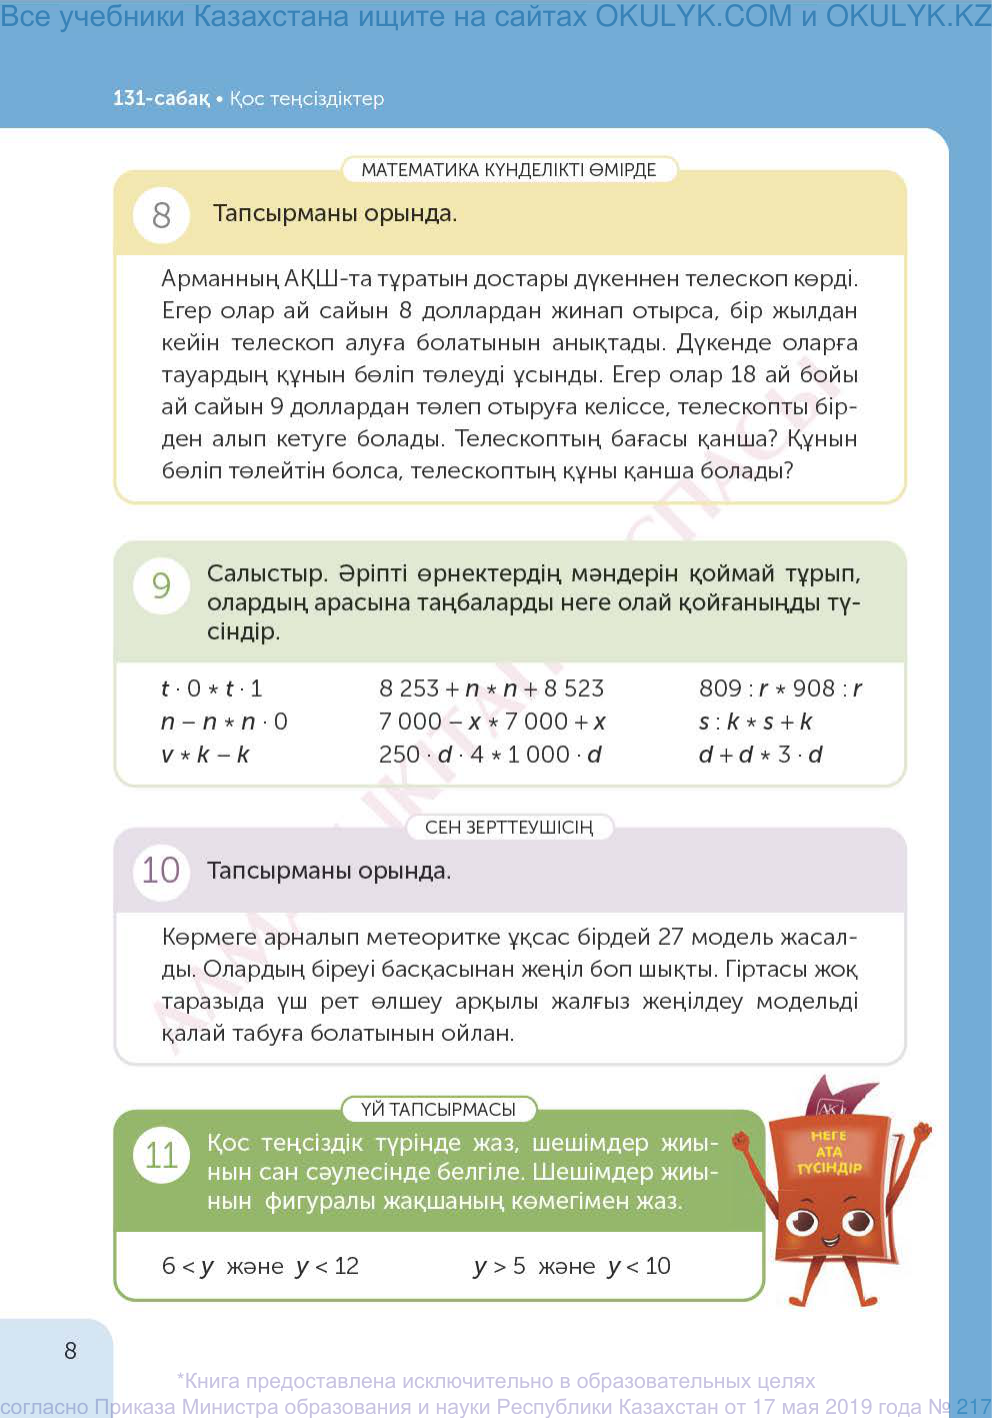 Все учебники Казахстана ищите на сайтах OKULYK.COM и OKULYK.KZ
131-сабақ • Қос теңсіздіктер
МАТЕМАТИКА КҮНДЕЛІКТІ ӨМІРДЕ
8 Тапсырманы орында.
Арманның АҚШ-та тұратын достары дүкеннен телескоп көрді.
Егер олар ай сайын 8 доллардан жинап отырса, бір жылдан
кейін телескоп алуға болатынын анықтады. Дүкенде оларға
тауардың құнын бөліп төлеуді ұсынды. Егер олар 18 ай бойы
ай сайын 9 доллардан төлеп отыруға келіссе, телескопты бір-
ден алып кетуге болады. Телескоптың бағасы қанша? Құнын
бөліп төлейтін болса, телескоптың құны қанша болады?
9 Салыстыр. Әріпті өрнектердің мәндерін қоймай тұрып,
олардың арасына таңбаларды неге олай қойғаныңды тү-
сіндір.
t · 0 * t · 1 8 253 + n * n + 8 523 809 : r * 908 : r
n – n * n · 0 7 000 – x * 7 000 + x s : k * s + k
v * k – k 250 · d · 4 * 1 000 · d d + d * 3 · d
СЕН ЗЕРТТЕУШІСІҢ
10 Тапсырманы орында.
Көрмеге арналып метеоритке ұқсас бірдей 27 модель жасал-
ды. Олардың біреуі басқасынан жеңіл боп шықты. Гіртасы жоқ
таразыда үш рет өлшеу арқылы жалғыз жеңілдеу модельді
қалай табуға болатынын ойлан.
ҮЙ ТАПСЫРМАСЫ
11 Қос теңсіздік түрінде жаз, шешімдер жиы-
нын сан сәулесінде белгіле. Шешімдер жиы-
нын фигуралы жақшаның көмегімен жаз.
6 < y және y < 12 y > 5 және y < 10
АК
НЕГЕ
АТА
ТҮСІНДІР
8
*Книга предоставлена исключительно в образовательных целях
согласно Приказа Министра образования и науки Республики Казахстан от 17 мая 2019 года № 217